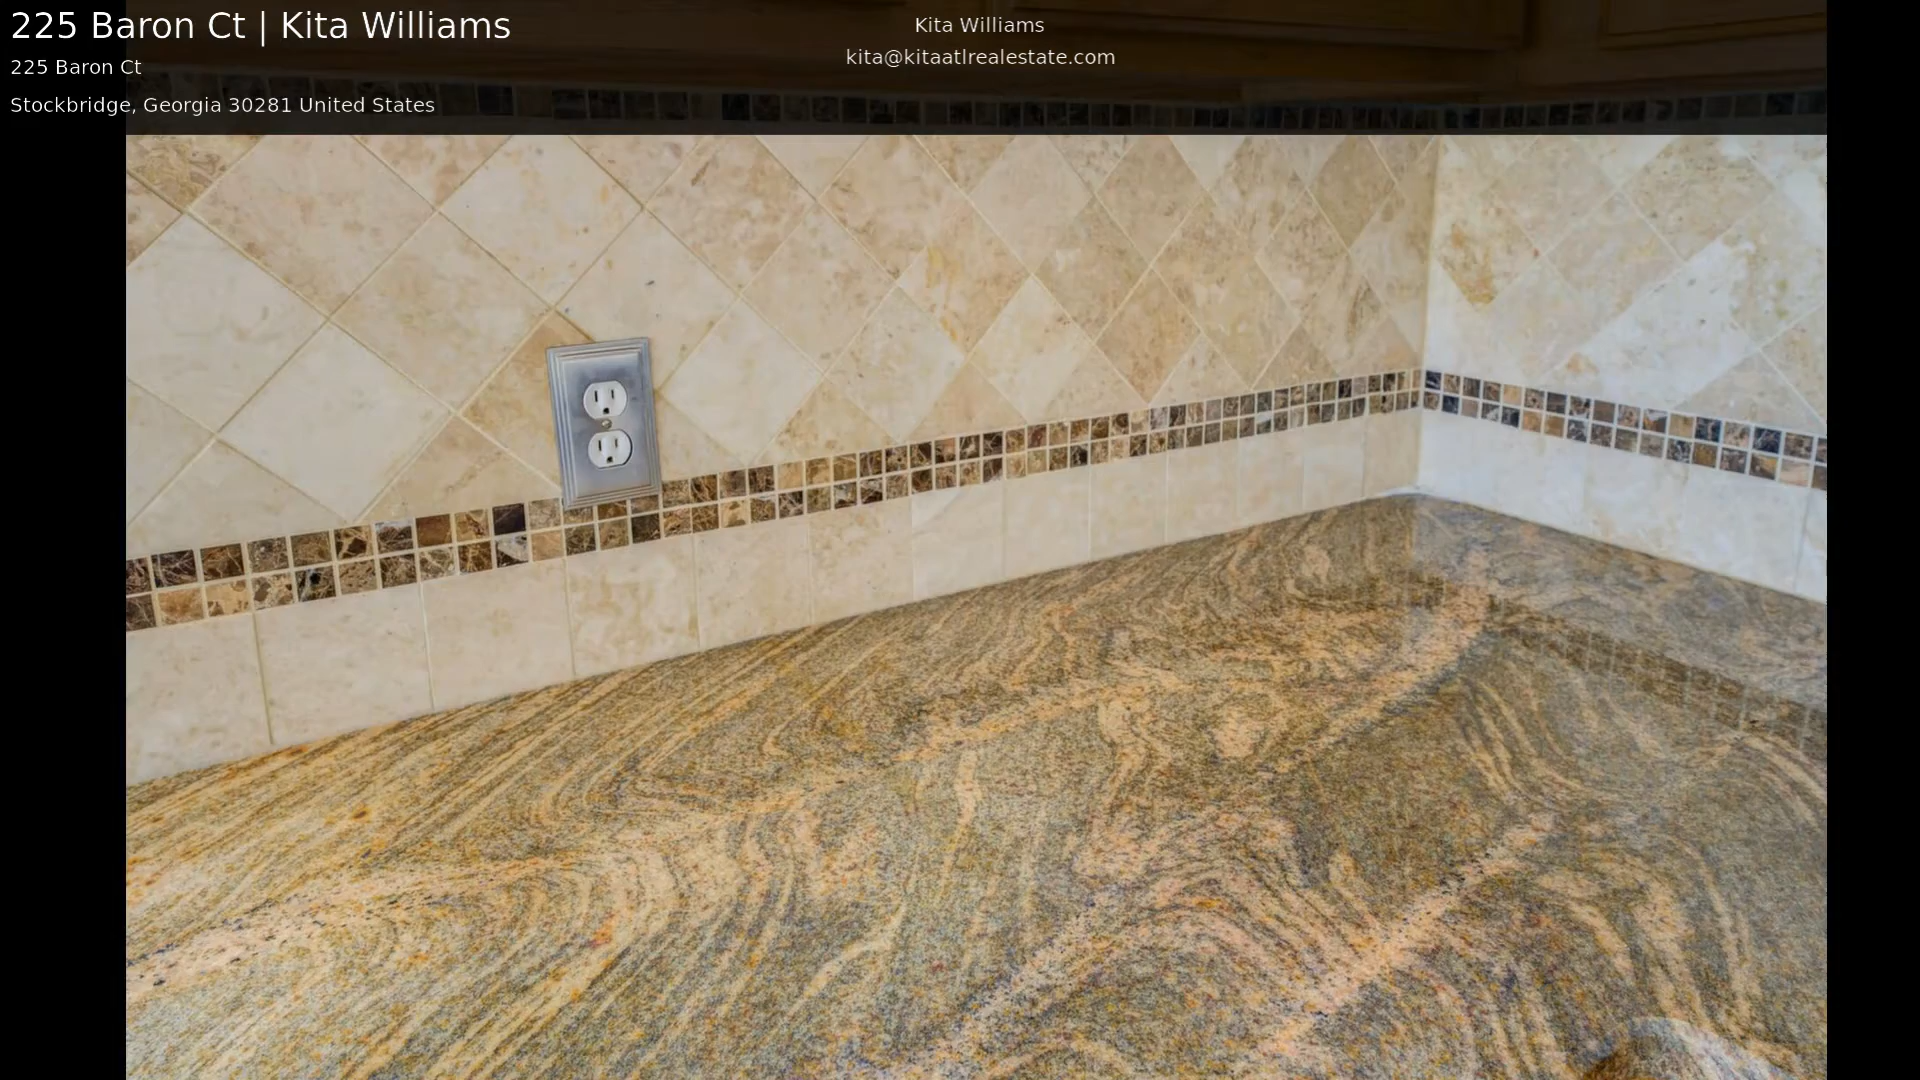 225 Baron Ct | Kita Williams
225 Baron Ct
Stockbridge, Georgia 30281 United States
Kita Williams
kita@kitaatlrealestate.com